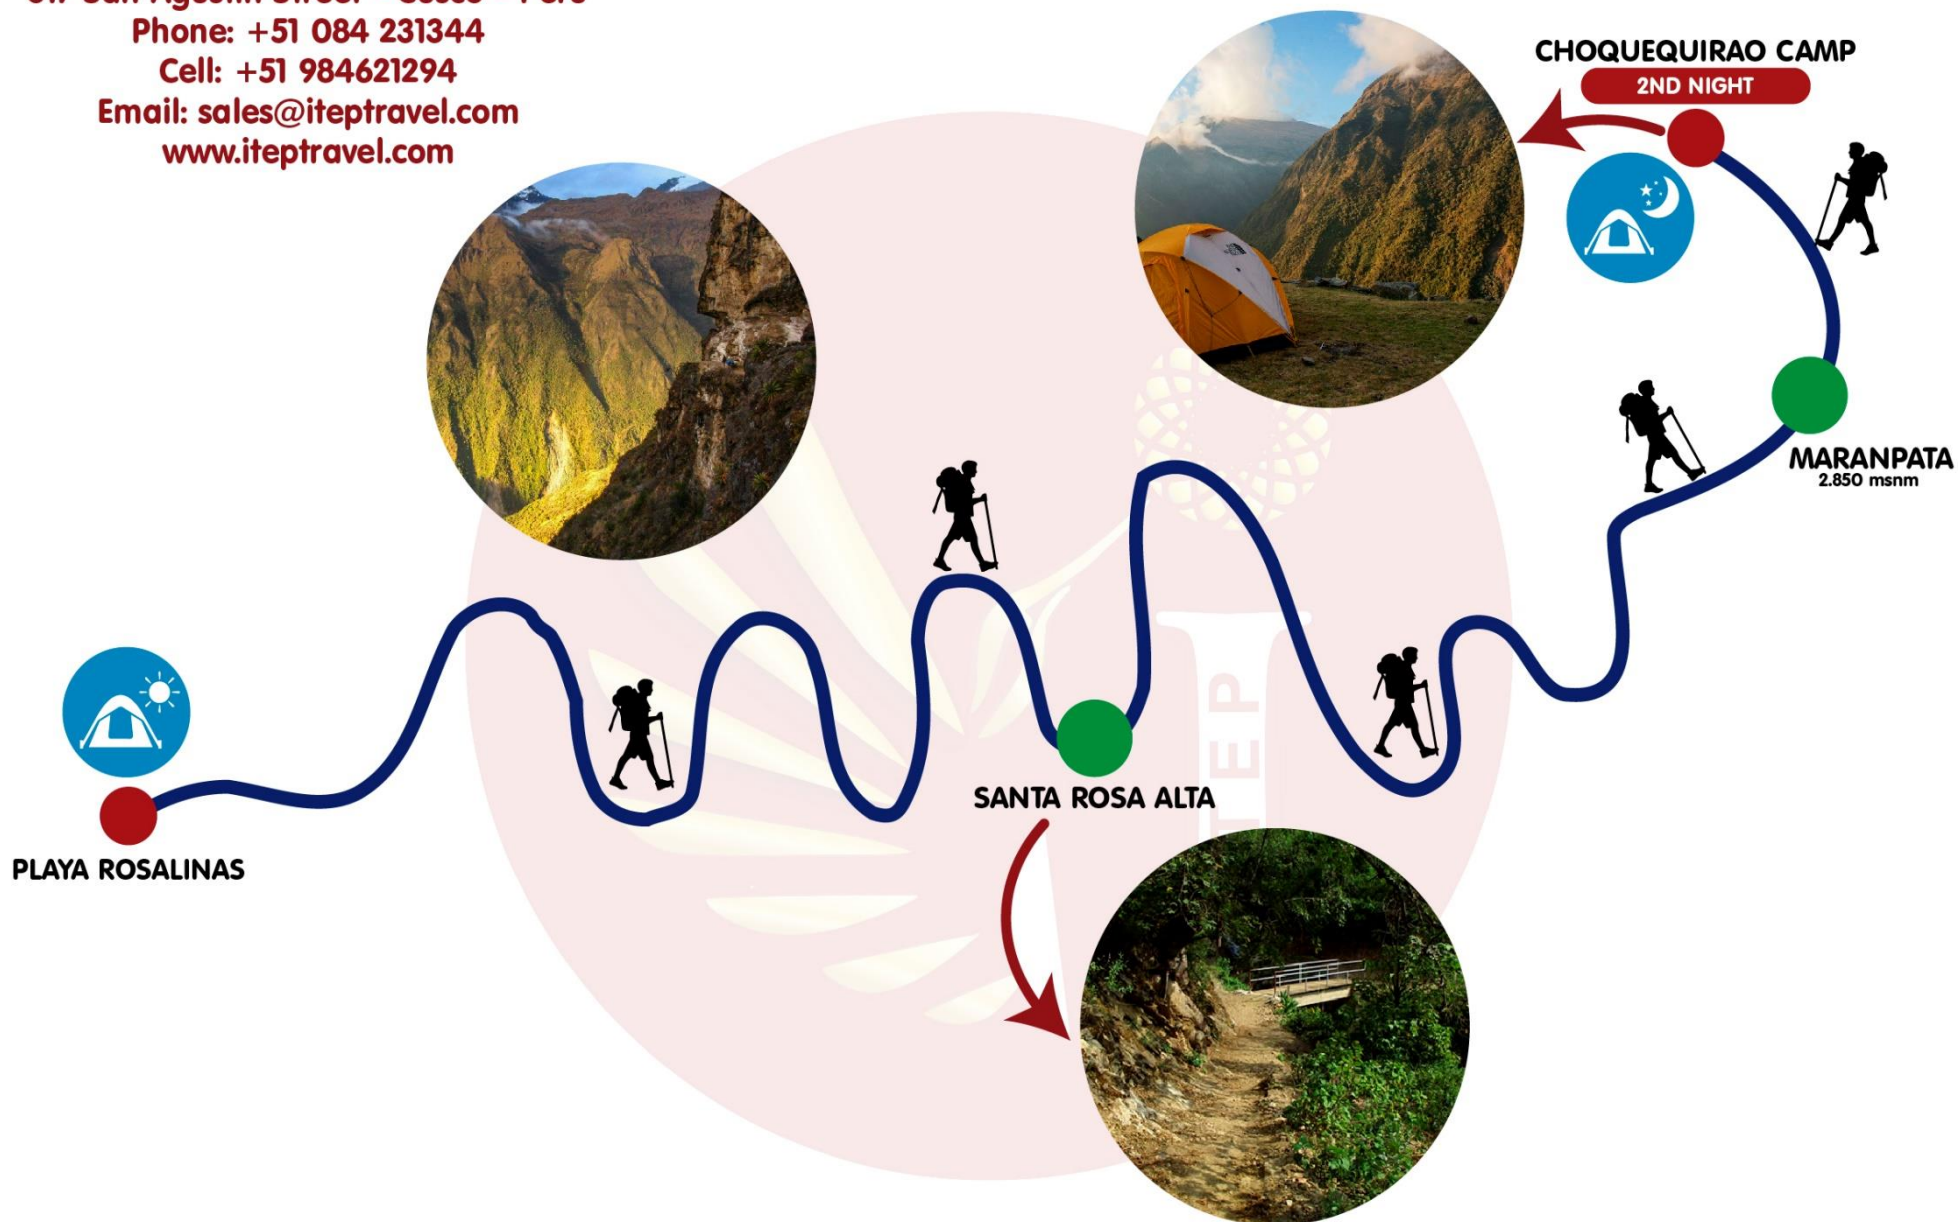 Phone: +51 084 231344
Cell: +51 984621294
Email: sales@iteptravel.com
www.iteptravel.com
CHOQUEQUIRAO CAMP
2ND NIGHT
MARANPATA
2.850 msnm
SANTA ROSA ALTA
PLAYA ROSALINAS
ITEP